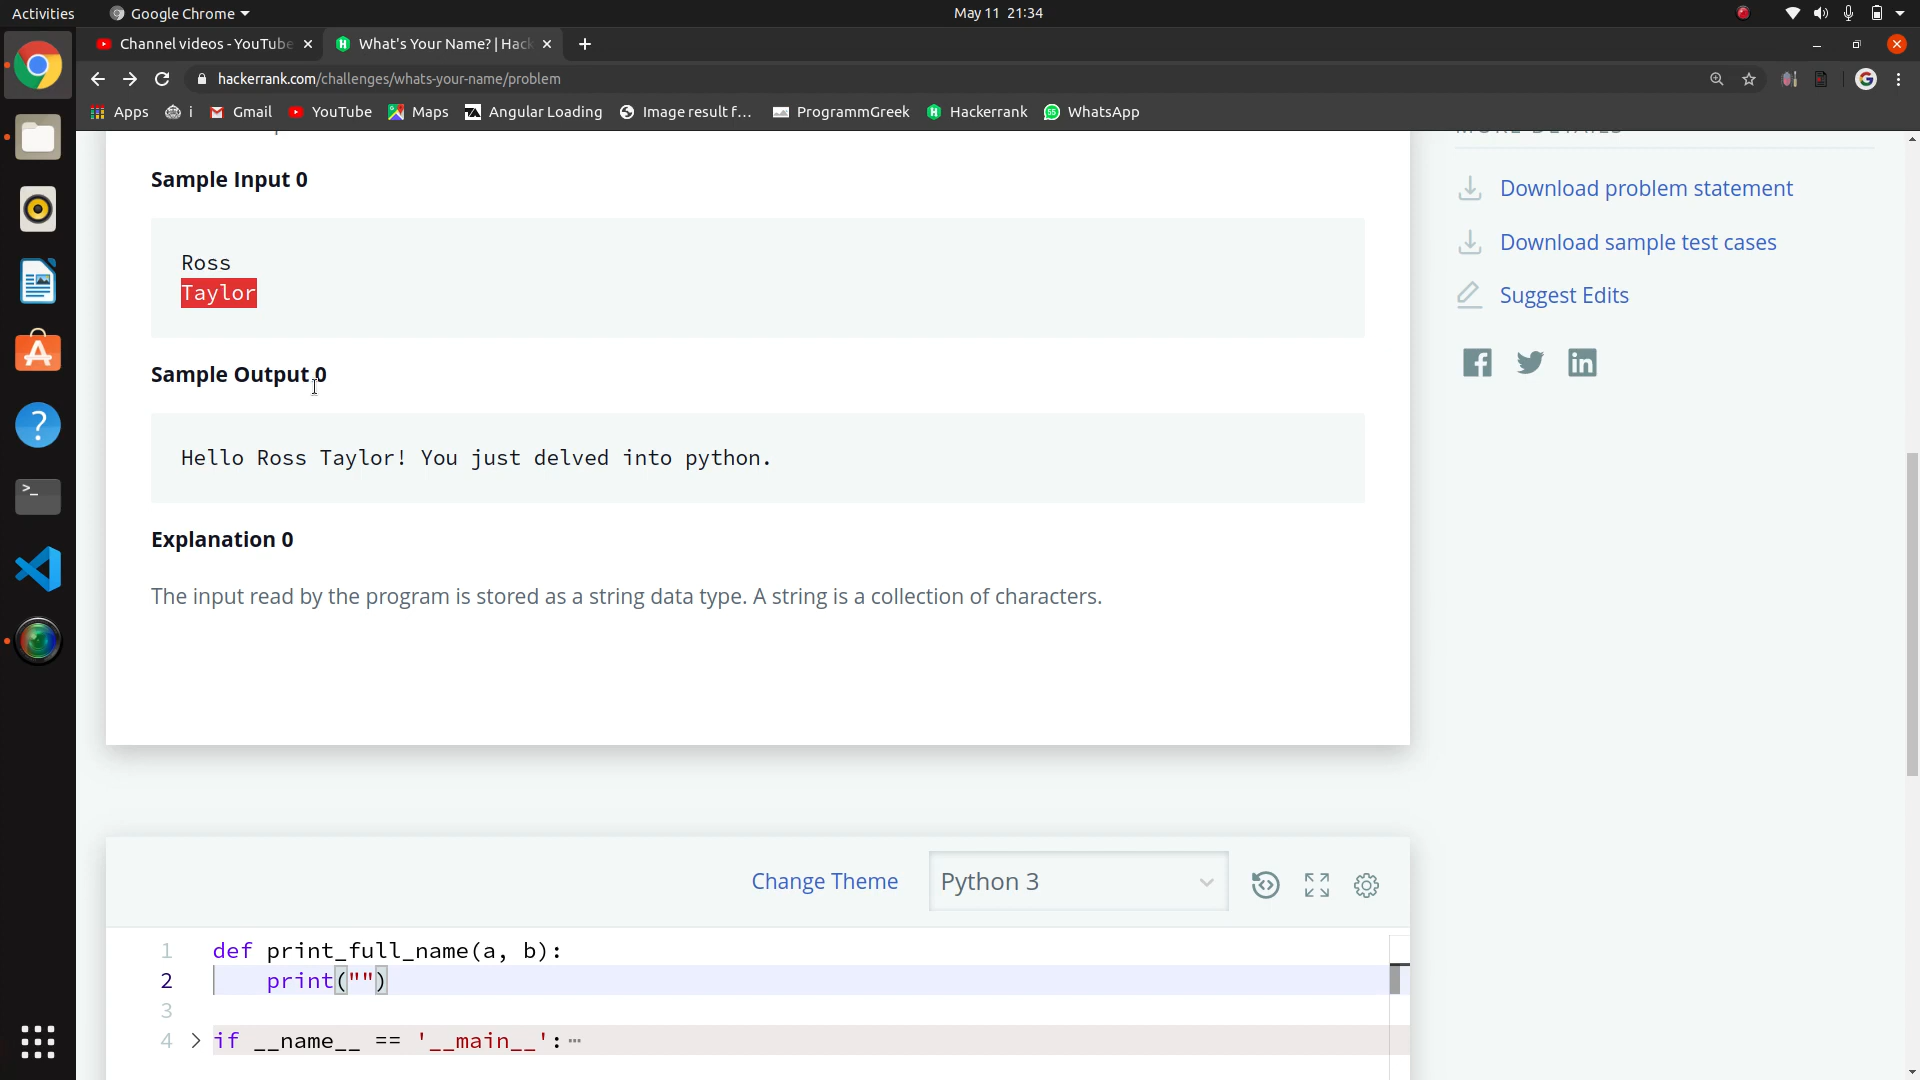 Activities
Google Chrome
May 11 21:34
Channel videos - YouTube
What's Your Name? | Hack
hackerrank.com/challenges/whats-your-name/problem
Apps
i
Gmail
YouTube
Maps
Angular Loading
Image result f...
ProgrammGreek
Hackerrank
WhatsApp
Sample Input 0
Ross
Taylor
Sample Output 0
Hello Ross Taylor! You just delved into python.
Explanation 0
The input read by the program is stored as a string data type. A string is a collection of characters.
Download problem statement
Download sample test cases
Suggest Edits
Change Theme
Python 3
1 def print_full_name(a, b):
2 print("")
3
4 if __name__ == '__main__':